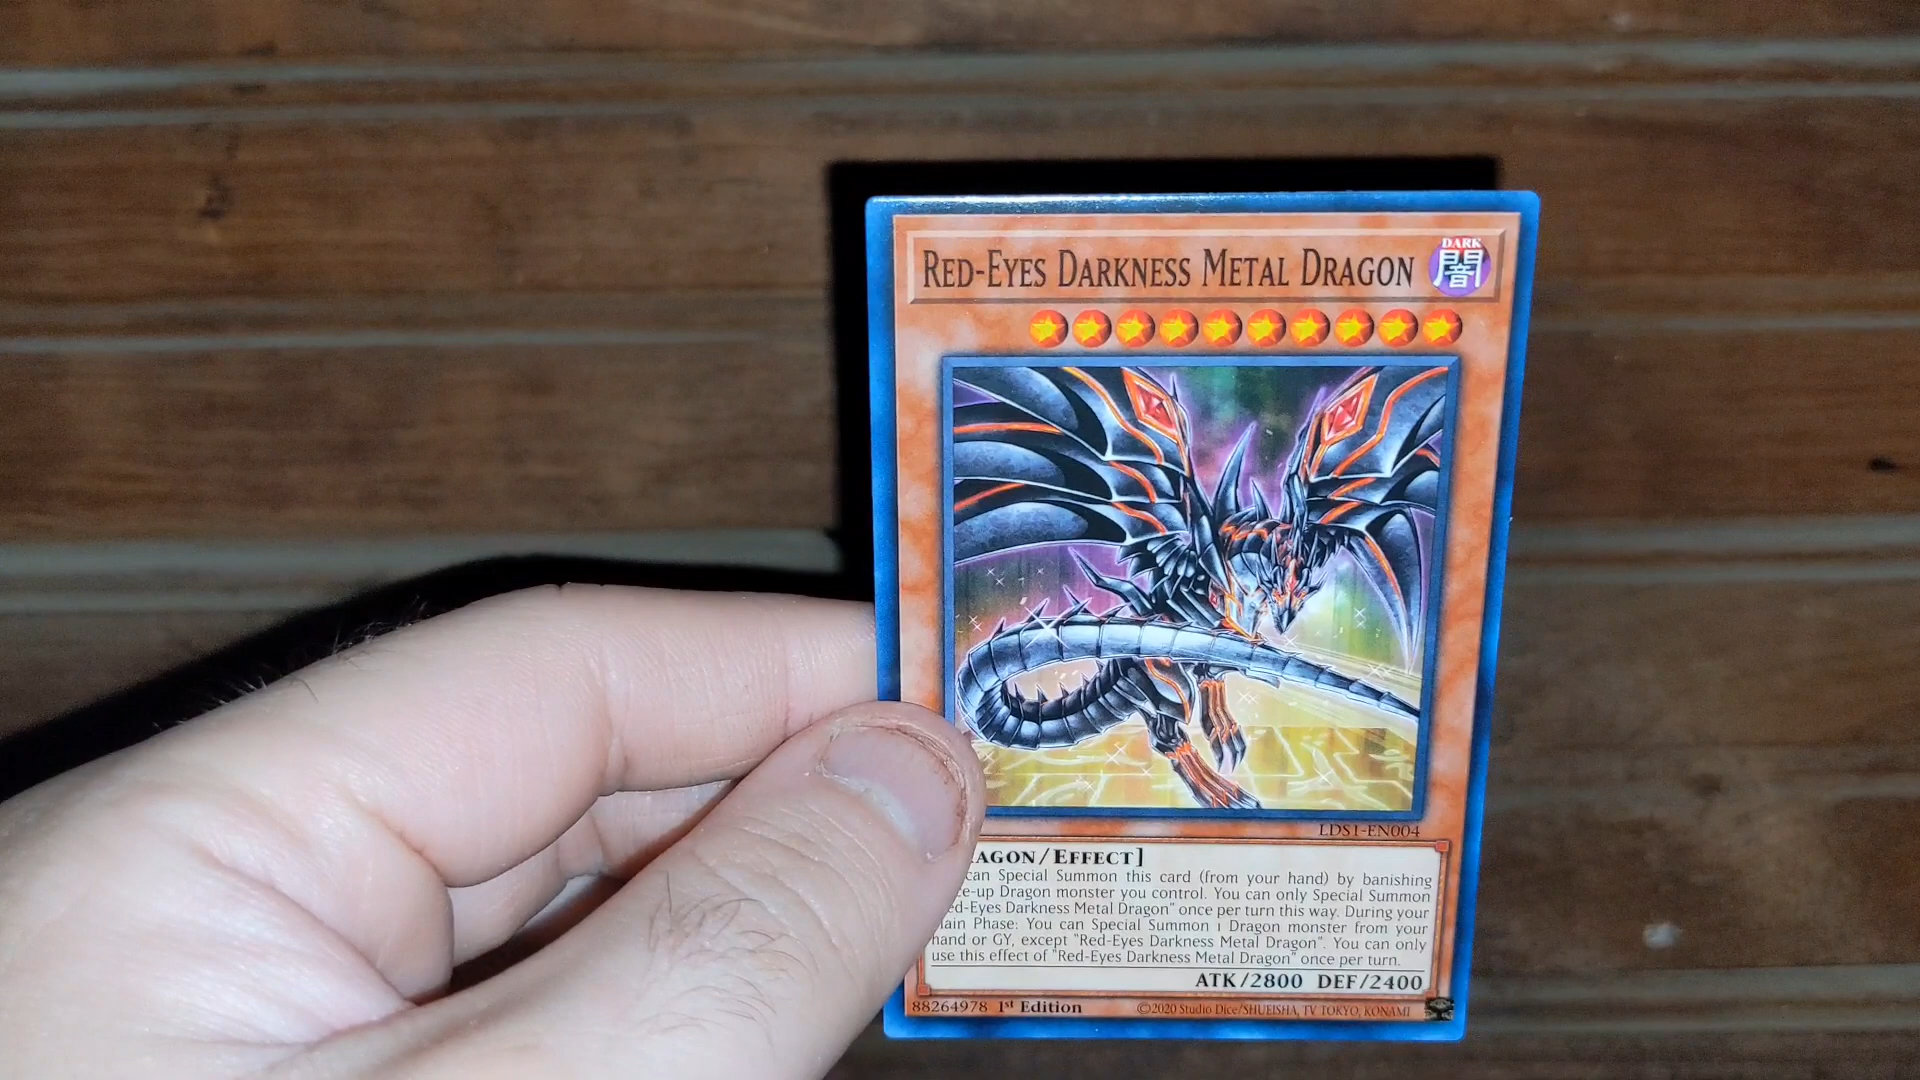 RED-EYES DARKNESS METAL DRAGON
DARK
闇
LDS1-EN004
AGON/EFFECT]
can Special Summon this card (from your hand) by banishing
e-up Dragon monster you control. You can only Special Summon
ed-Eyes Darkness Metal Dragon" once per turn this way. During your
ain Phase: You can Special Summon 1 Dragon monster from your
hand or GY, except "Red-Eyes Darkness Metal Dragon". You can only
use this effect of "Red-Eyes Darkness Metal Dragon" once per turn.
ATK/2800 DEF/2400
88264978 1st Edition
©2020 Studio Dice/SHUEISHA, TV TOKYO, KONAMI